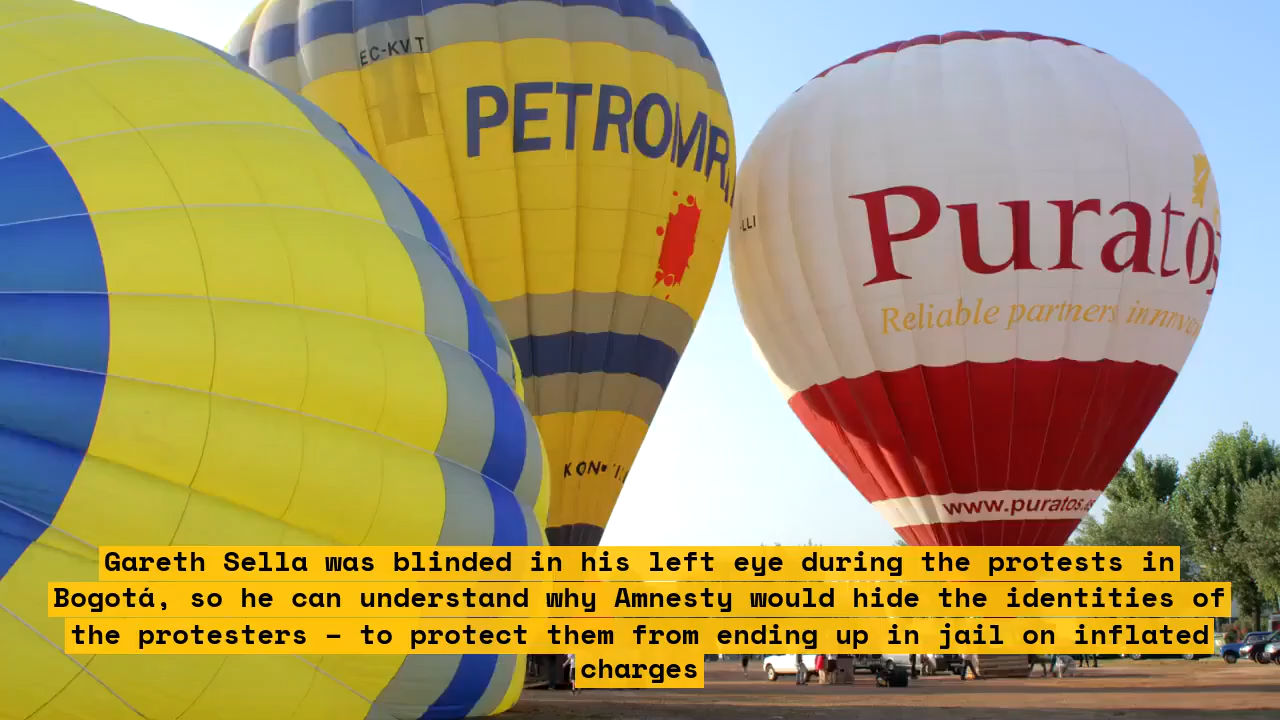 EC-KVT
PETROMR
Puratos
Reliable partners
www.puratos.
Gareth Sella was blinded in his left eye during the protests in
Bogotá, so he can understand why Amnesty would hide the identities of
the protesters – to protect them from ending up in jail on inflated
charges